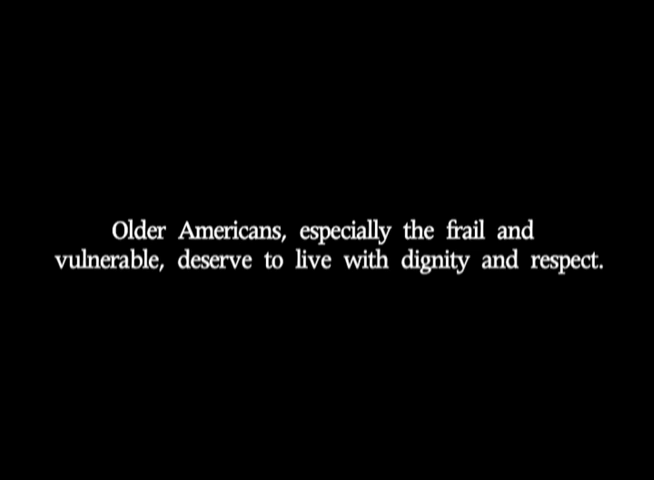 Older Americans, especially the frail and
vulnerable, deserve to live with dignity and respect.